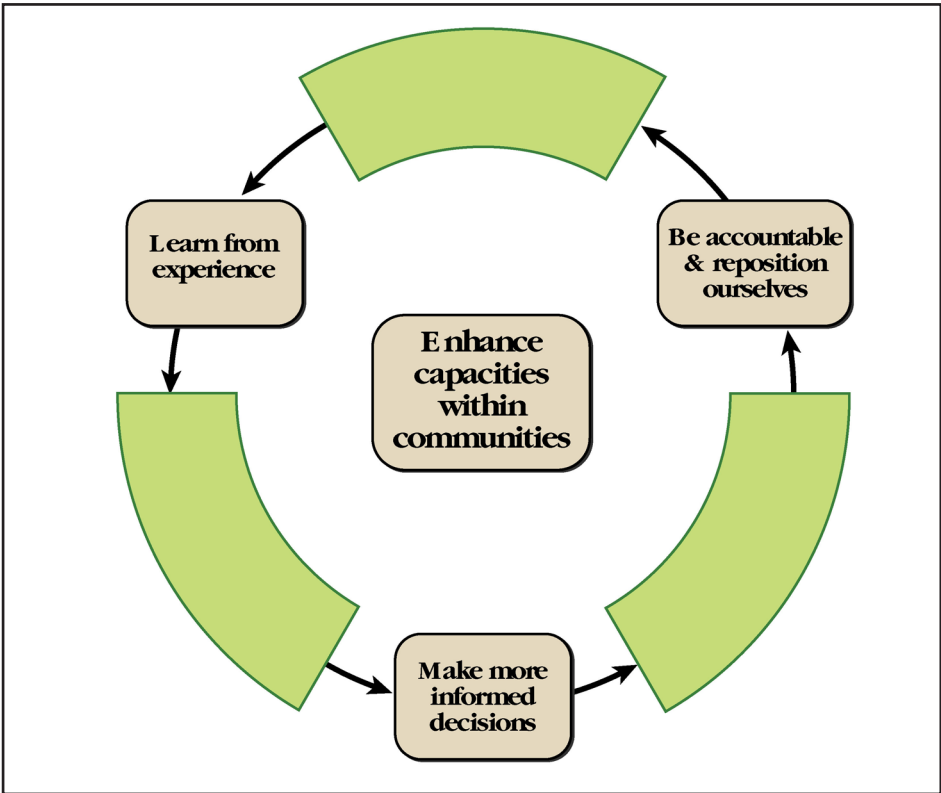 Learn from
experience
Be accountable
& reposition
ourselves
Enhance
capacities
within
communities
Make more
informed
decisions